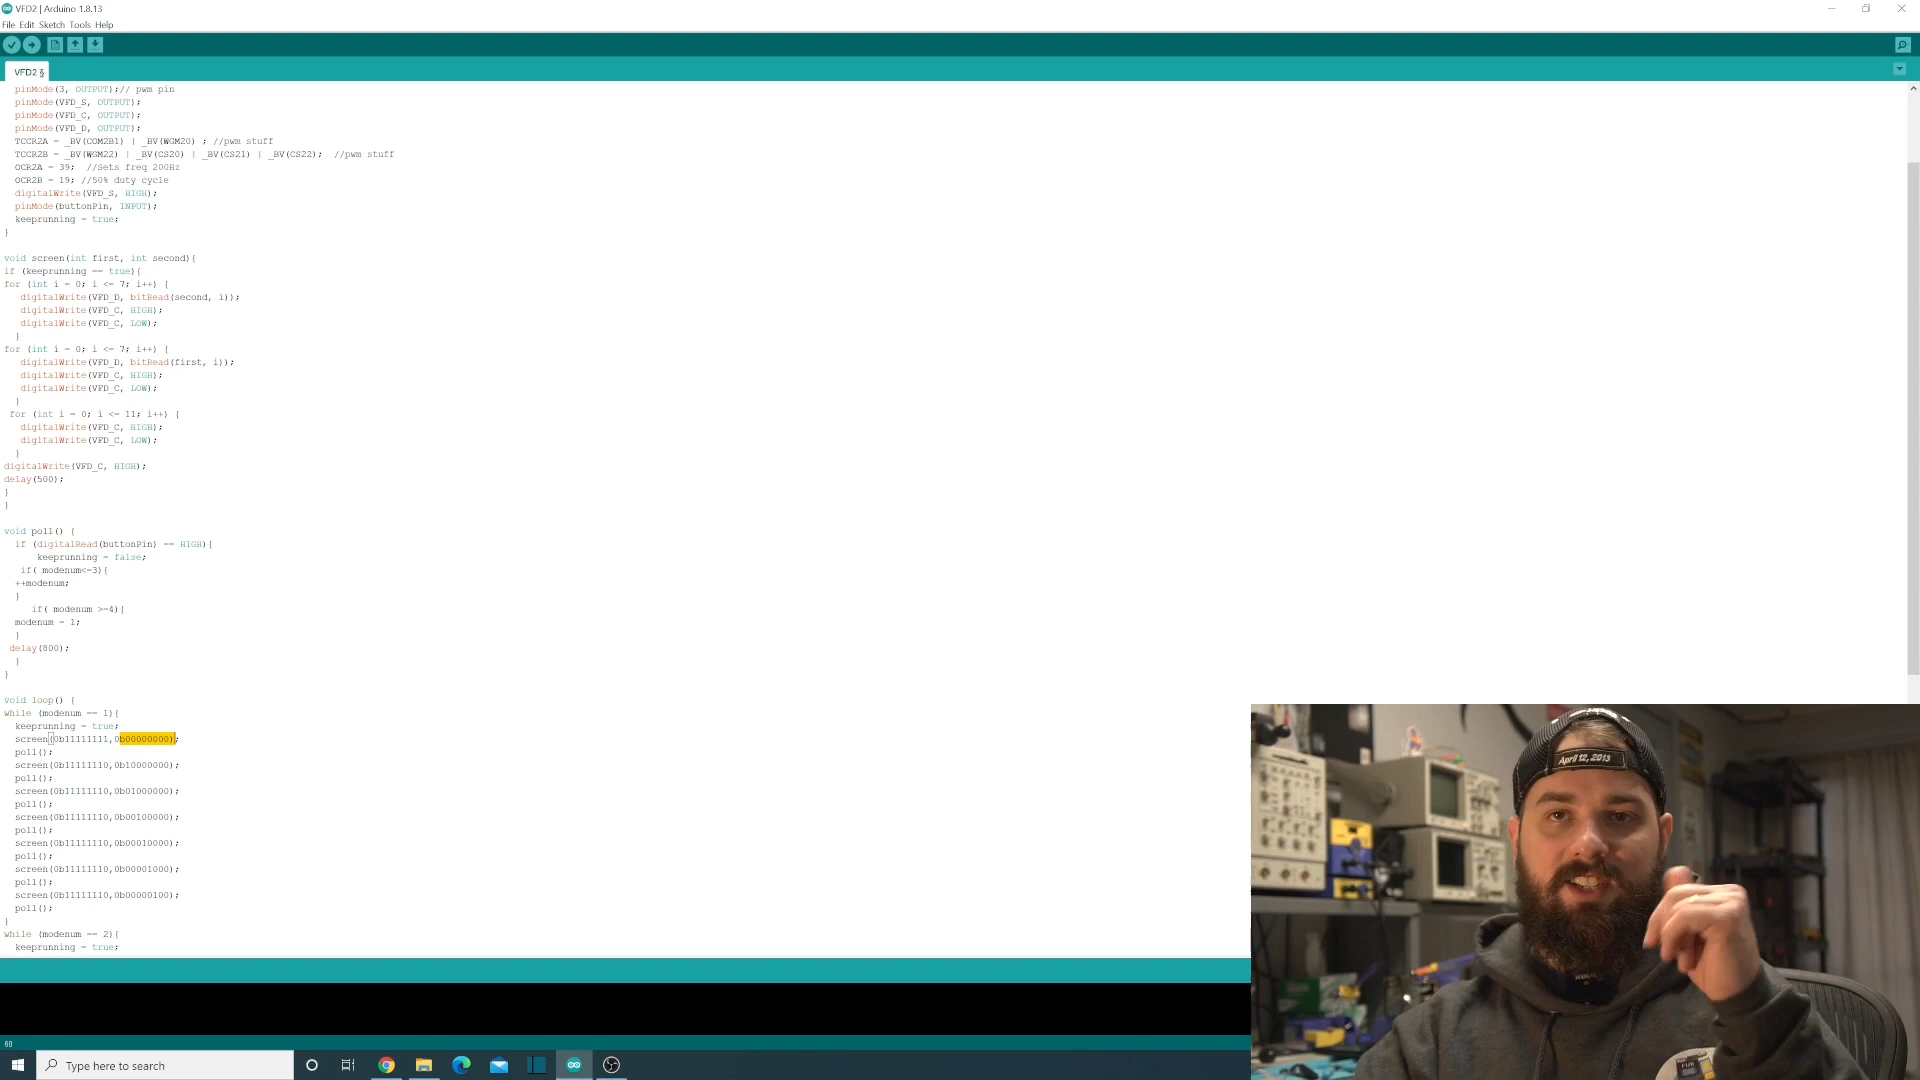 VFD2 | Arduino 1.8.13
File Edit Sketch Tools Help
VFD2 §
pinMode(3, OUTPUT);// pwm pin
pinMode(VFD_S, OUTPUT);
pinMode(VFD_C, OUTPUT);
pinMode(VFD_D, OUTPUT);
TCCR2A = _BV(COM2B1) | _BV(WGM20) ; //pwm stuff
TCCR2B = _BV(WGM22) | _BV(CS20) | _BV(CS21) | _BV(CS22);  //pwm stuff
OCR2A = 39;  //Sets freq 200Hz
OCR2B = 19; //50% duty cycle
digitalWrite(VFD_S, HIGH);
pinMode(buttonPin, INPUT);
keeprunning = true;
}
void screen(int first, int second){
if (keeprunning == true){
for (int i = 0; i <= 7; i++) {
digitalWrite(VFD_D, bitRead(second, i));
digitalWrite(VFD_C, HIGH);
digitalWrite(VFD_C, LOW);
}
for (int i = 0; i <= 7; i++) {
digitalWrite(VFD_D, bitRead(first, i));
digitalWrite(VFD_C, HIGH);
digitalWrite(VFD_C, LOW);
}
for (int i = 0; i <= 11; i++) {
digitalWrite(VFD_C, HIGH);
digitalWrite(VFD_C, LOW);
}
digitalWrite(VFD_C, HIGH);
delay(500);
}
}
void poll() {
if (digitalRead(buttonPin) == HIGH){
keeprunning = false;
if( modenum<=3){
++modenum;
}
if( modenum >=4){
modenum = 1;
}
delay(800);
}
}
void loop() {
while (modenum == 1){
keeprunning = true;
screen(0b11111111,0b00000000);
poll();
screen(0b11111110,0b10000000);
poll();
screen(0b11111110,0b01000000);
poll();
screen(0b11111110,0b00100000);
poll();
screen(0b11111110,0b00010000);
poll();
screen(0b11111110,0b00001000);
poll();
screen(0b11111110,0b00000100);
poll();
}
while (modenum == 2){
keeprunning = true;
April 12, 2013
60
Type here to search